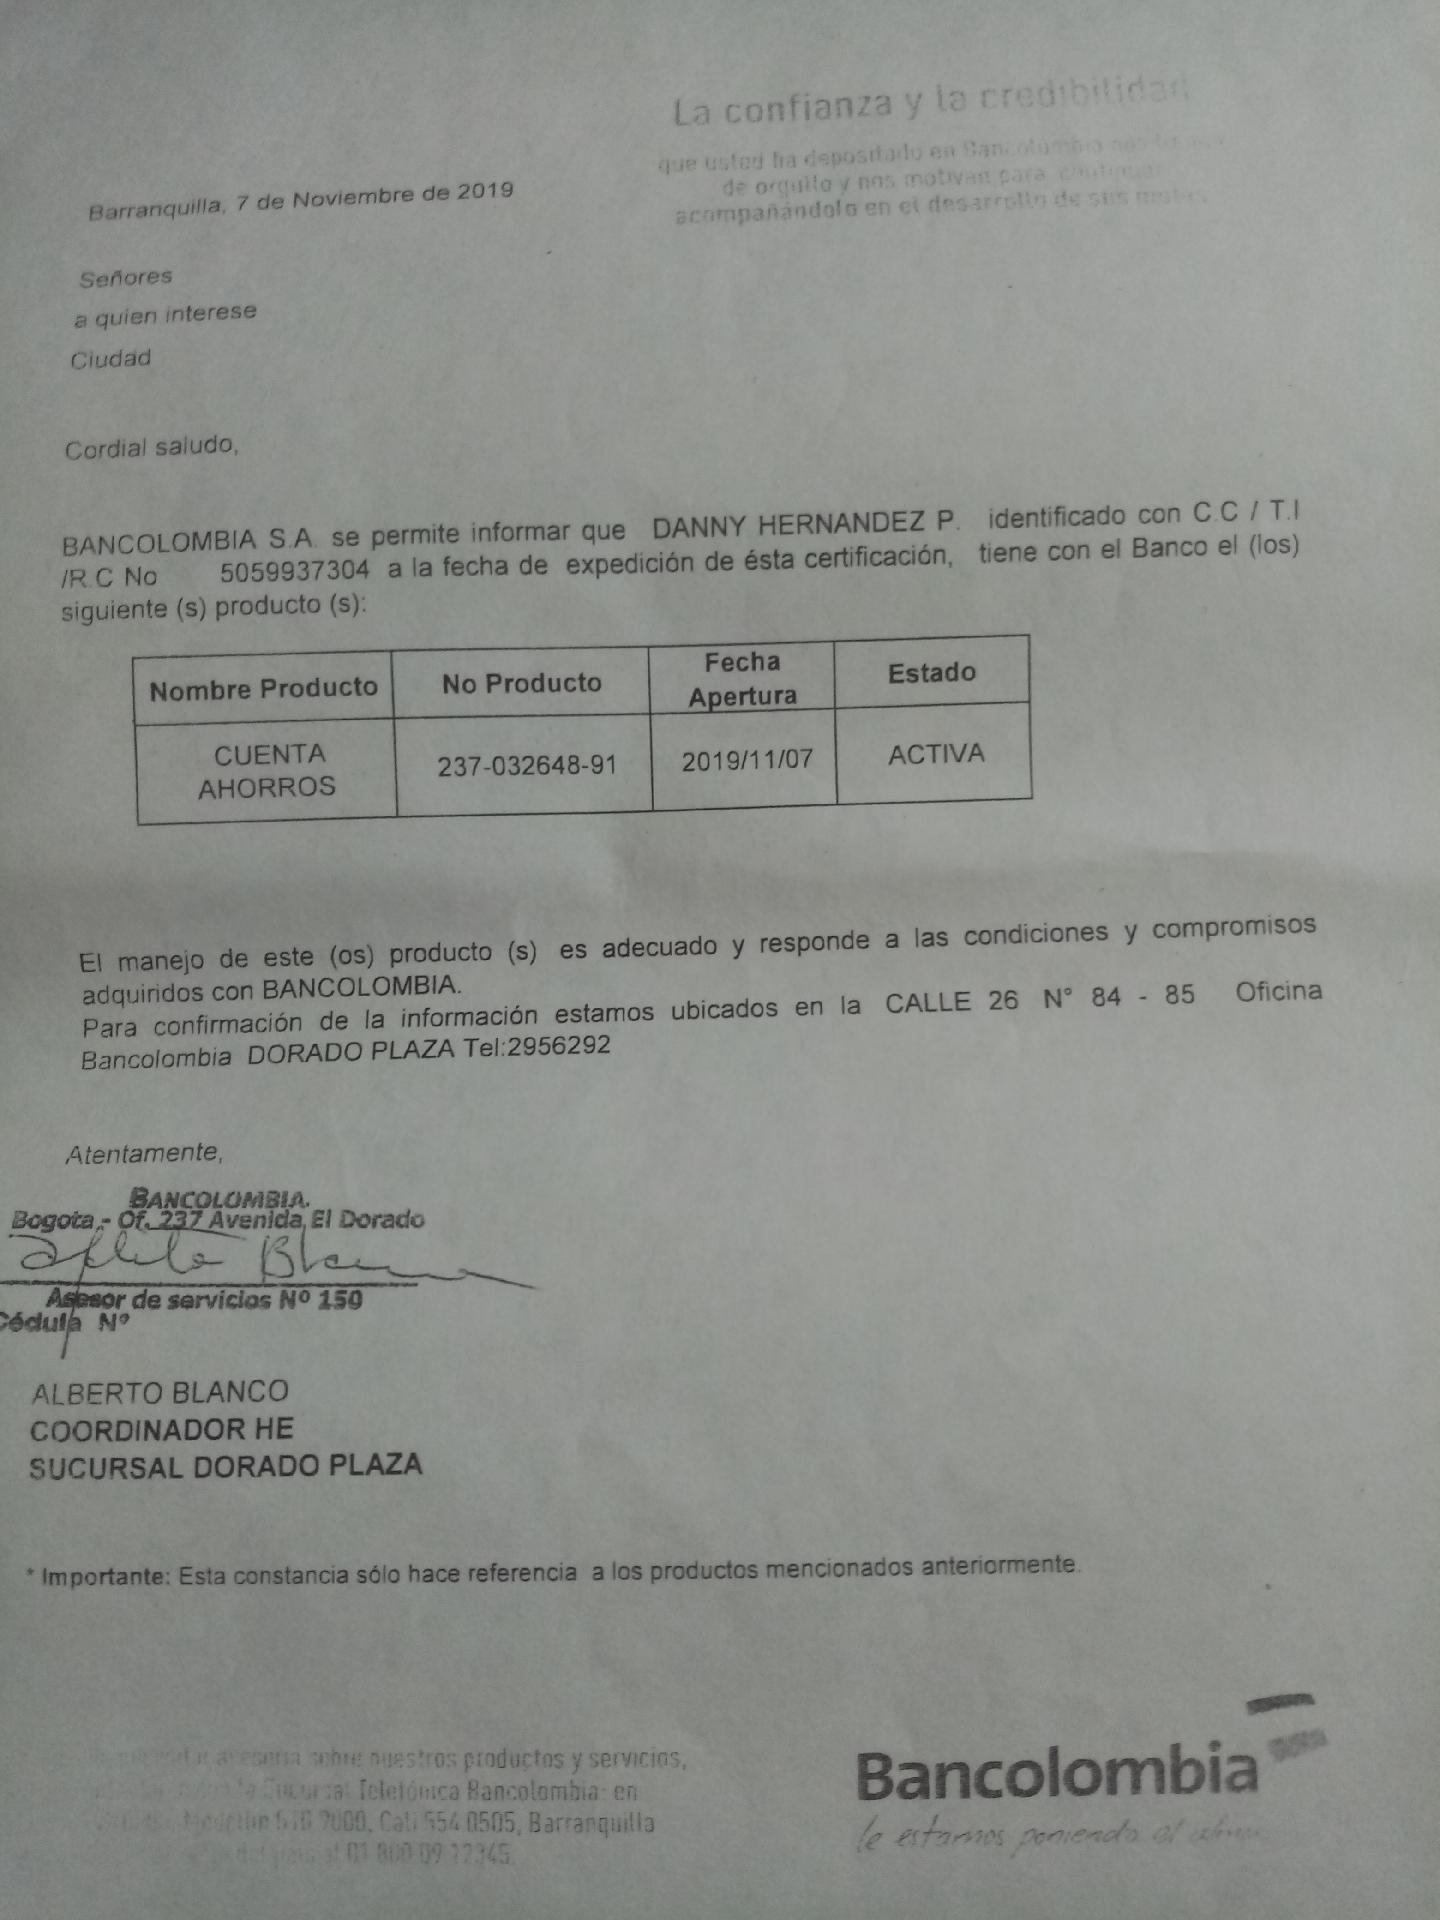 La confianza y la credibilidad
que usted ha depositado en Bancolombia
de orgullo y nos motivan para continuar
acompañándolo en el desarrollo de sus metas
Barranquilla, 7 de Noviembre de 2019
Señores
a quien interese
Ciudad
Cordial saludo,
BANCOLOMBIA S.A. se permite informar que DANNY HERNANDEZ P. identificado con C.C / T.I
/R.C No 5059937304 a la fecha de expedición de ésta certificación, tiene con el Banco el (los)
siguiente (s) producto (s):
Nombre Producto No Producto Fecha Apertura Estado
CUENTA AHORROS 237-032648-91 2019/11/07 ACTIVA
El manejo de este (os) producto (s) es adecuado y responde a las condiciones y compromisos
adquiridos con BANCOLOMBIA.
Para confirmación de la información estamos ubicados en la CALLE 26 N° 84 - 85 Oficina
Bancolombia DORADO PLAZA Tel:2956292
Atentamente,
BANCOLOMBIA.
Bogota,- Of. 237 Avenida El Dorado
Blanco
Asesor de servicios Nº 150
Cédula Nº
ALBERTO BLANCO
COORDINADOR HE
SUCURSAL DORADO PLAZA
* Importante: Esta constancia sólo hace referencia a los productos mencionados anteriormente.
asesoría sobre nuestros productos y servicios,
la Sucursal Telefónica Bancolombia: en
Medellín 510 9000, Cali 554 0505, Barranquilla
del país al 01 800 09 12345.
Bancolombia
le estamos poniendo el alma